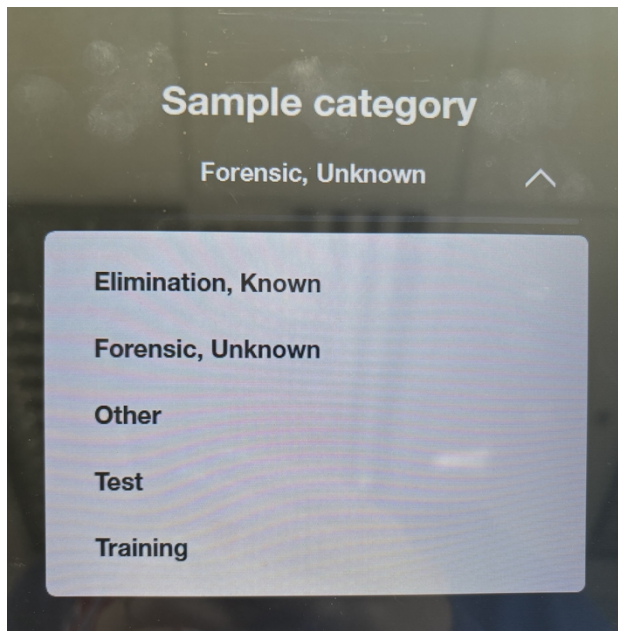 Sample category
Forensic, Unknown
Elimination, Known
Forensic, Unknown
Other
Test
Training